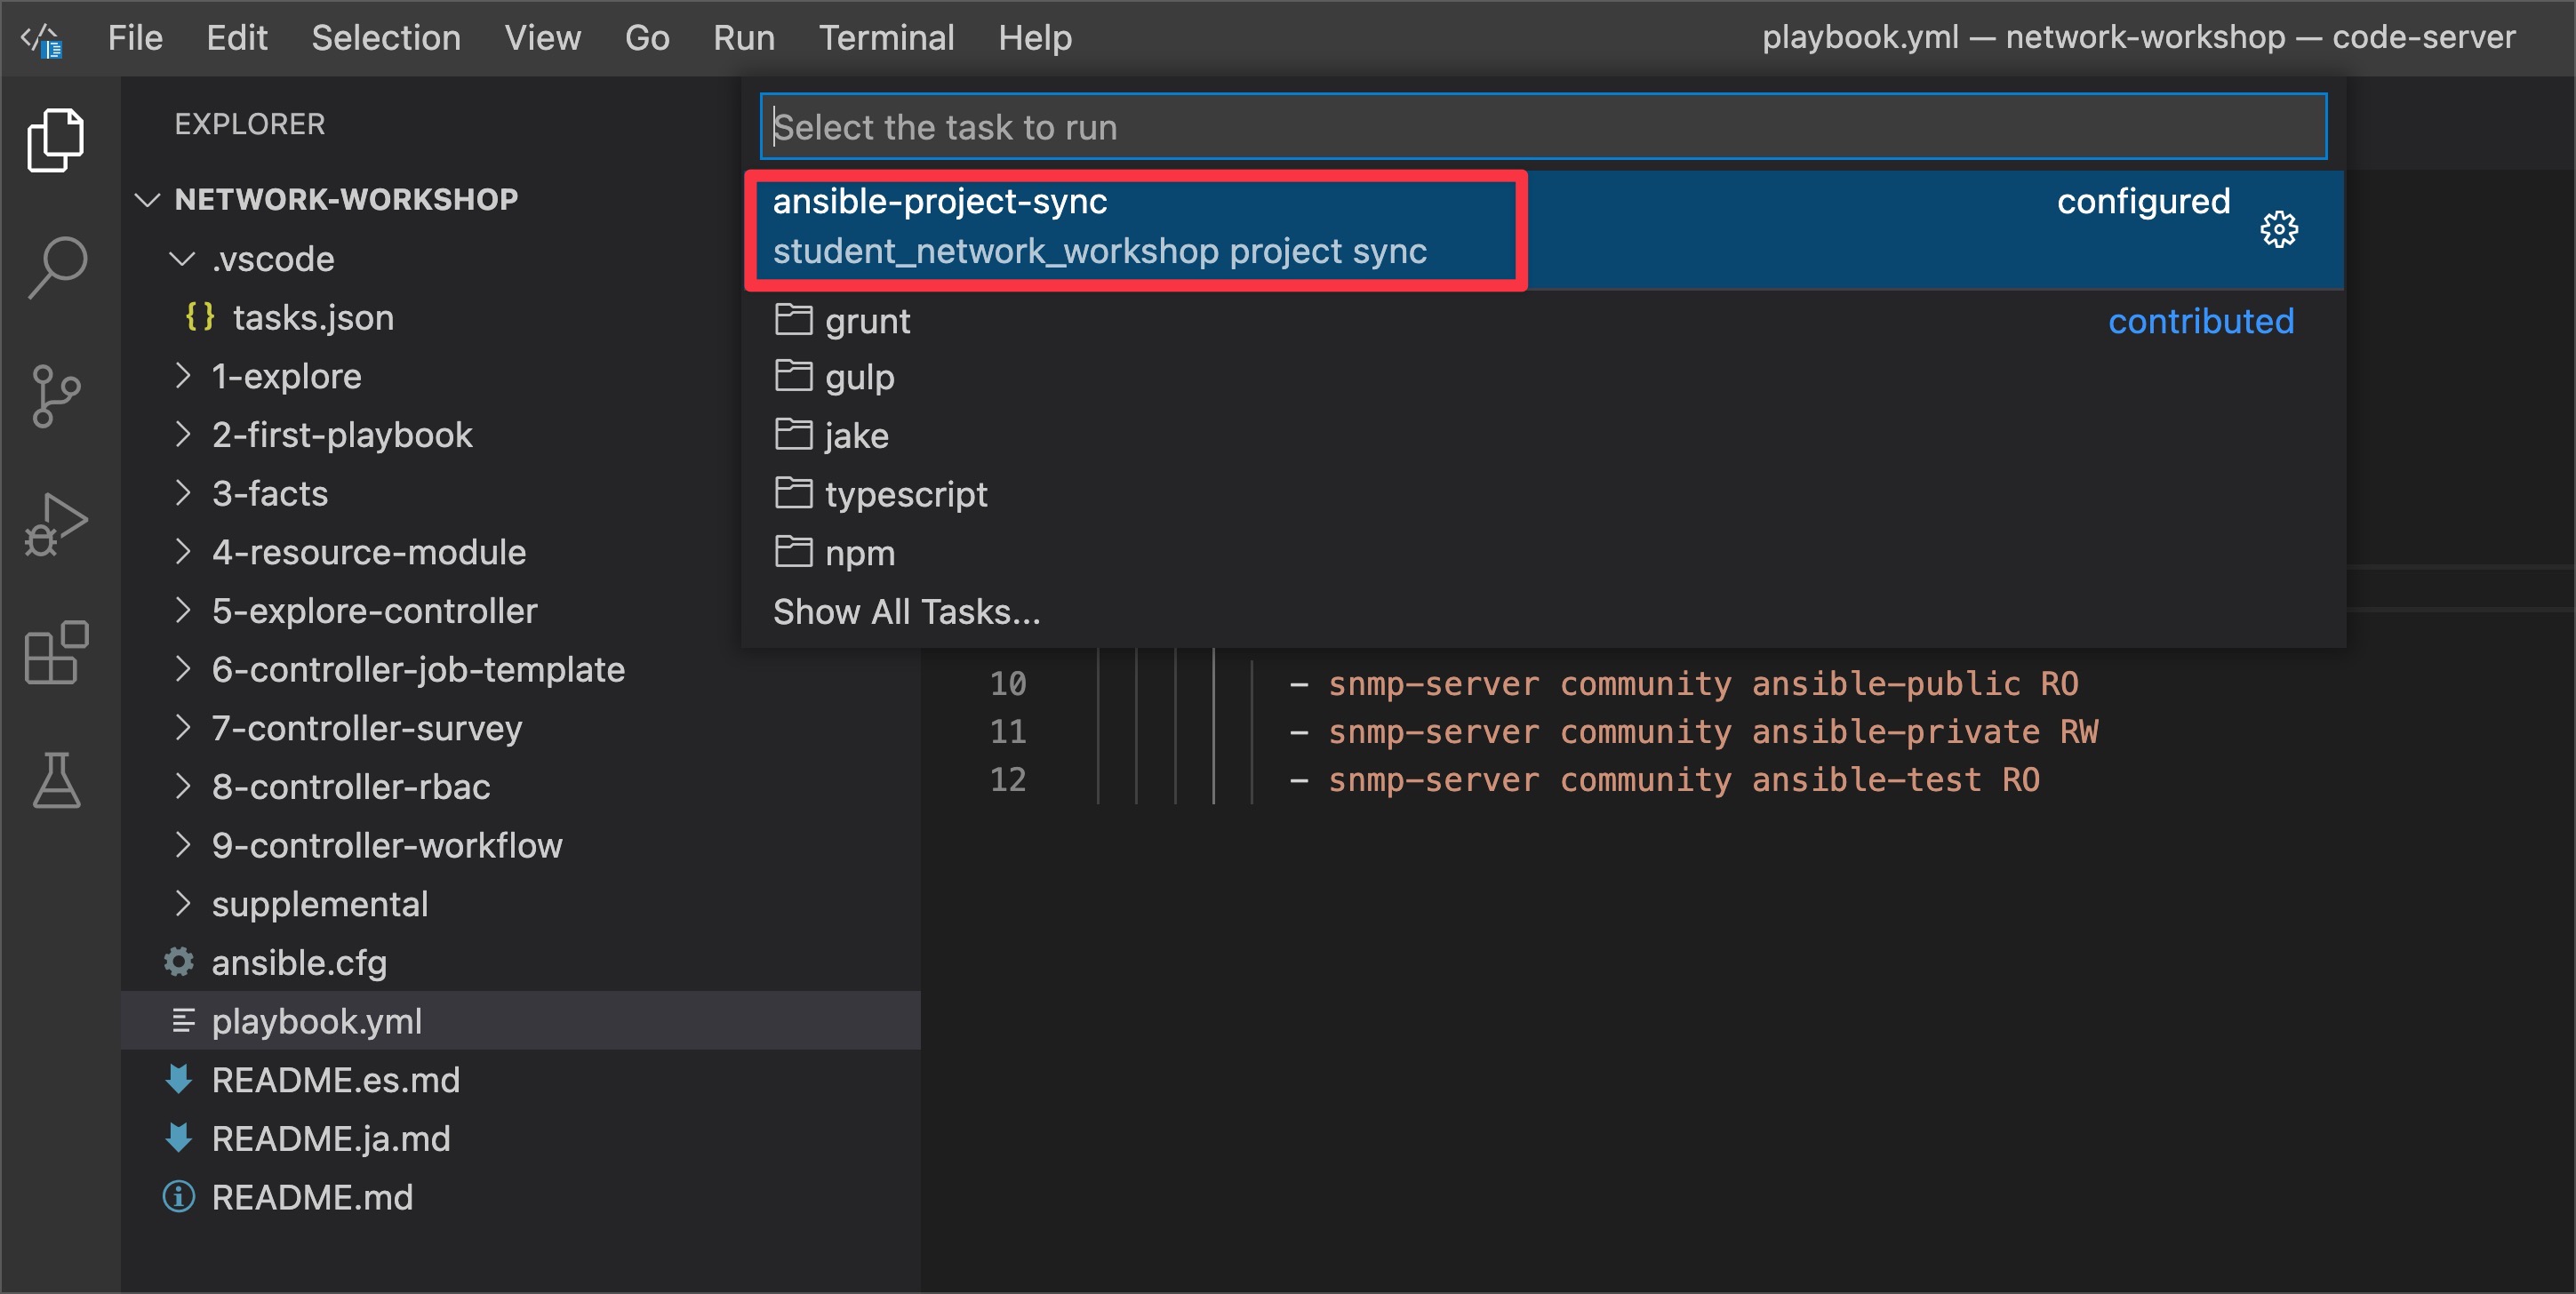 File Edit Selection View Go Run Terminal Help
playbook.yml — network-workshop — code-server
EXPLORER
NETWORK-WORKSHOP
.vscode
{} tasks.json
1-explore
2-first-playbook
3-facts
4-resource-module
5-explore-controller
6-controller-job-template
7-controller-survey
8-controller-rbac
9-controller-workflow
supplemental
ansible.cfg
playbook.yml
README.es.md
README.ja.md
README.md
Select the task to run
ansible-project-sync configured
student_network_workshop project sync
grunt contributed
gulp
jake
typescript
npm
Show All Tasks...
10 - snmp-server community ansible-public RO
11 - snmp-server community ansible-private RW
12 - snmp-server community ansible-test RO